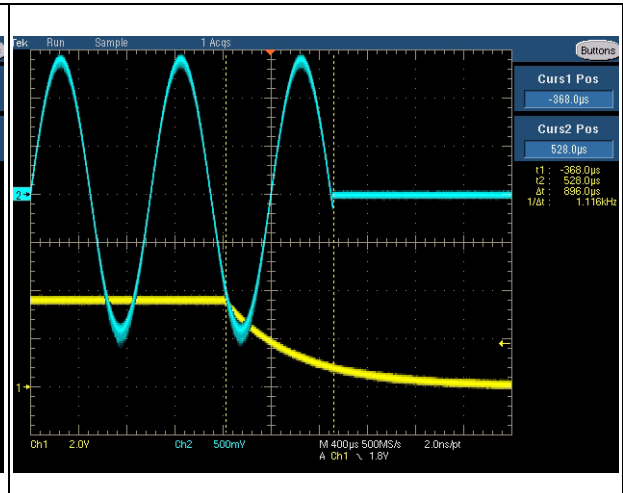 Tek Run Sample 1 Acqs
Buttons
Curs1 Pos
-368.0µs
Curs2 Pos
528.0µs
t1 : -368.0µs
t2 : 528.0µs
Δt : 896.0µs
1/Δt : 1.116kHz
2
1
Ch1 2.0V Ch2 500mV M 400µs 500MS/s 2.0ns/pt
A Ch1 \ 1.8V